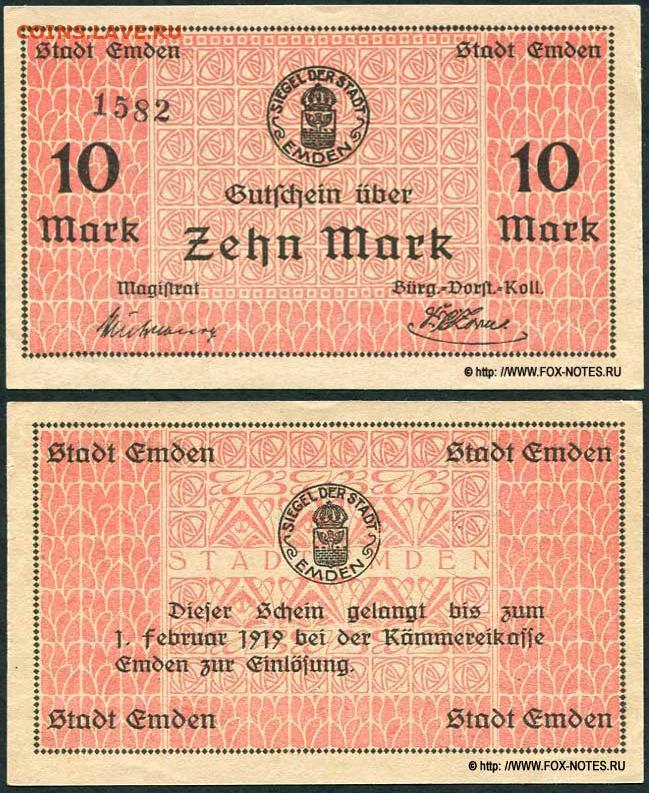 COINS.LAVE.RU
Stadt Emden Stadt Emden
1582
SIEGEL DER STADT EMDEN
10 10
Gutschein über
Mark Mark
Zehn Mark
Magistrat Bürg.-Vorst.-Koll.
© http: //WWW.FOX-NOTES.RU
Stadt Emden Stadt Emden
SIEGEL DER STADT EMDEN
STADT EMDEN
Dieser Schein gelangt bis zum
1. Februar 1919 bei der Kämmereikasse
Emden zur Einlösung.
Stadt Emden Stadt Emden
© http: //WWW.FOX-NOTES.RU